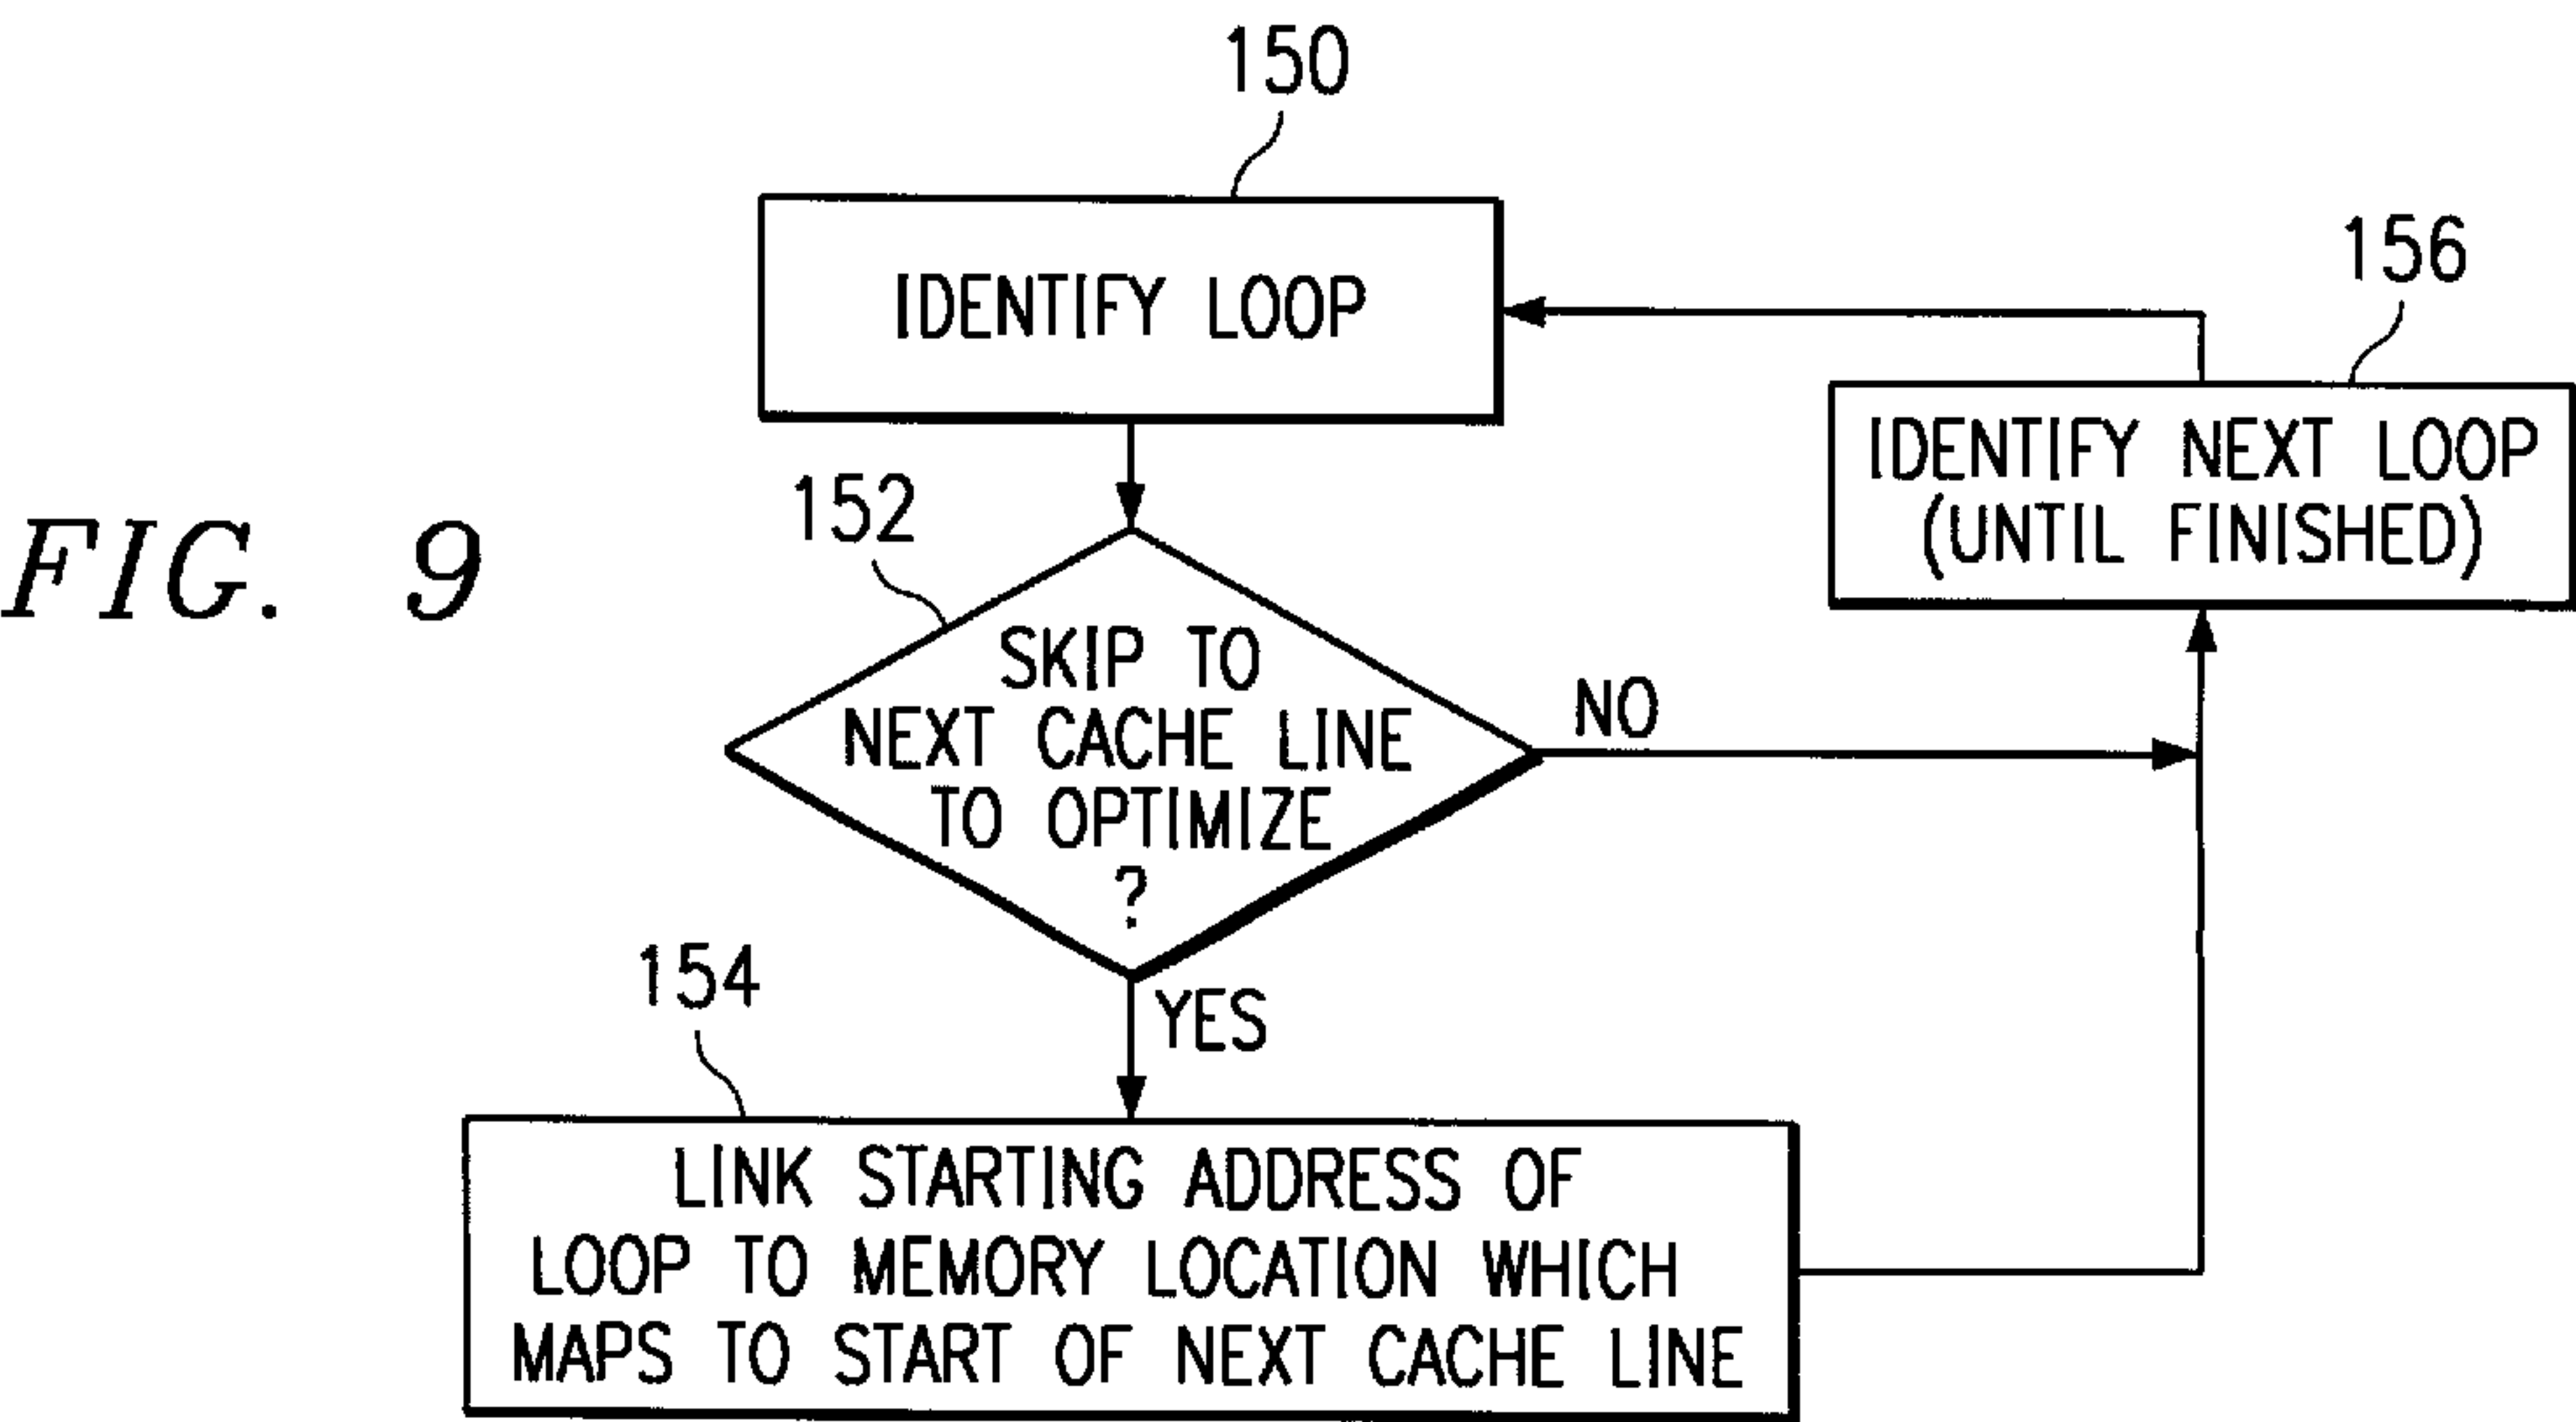 150
IDENTIFY LOOP
156
IDENTIFY NEXT LOOP
(UNTIL FINISHED)
FIG. 9
152
SKIP TO
NEXT CACHE LINE
TO OPTIMIZE
?
NO
YES
154
LINK STARTING ADDRESS OF
LOOP TO MEMORY LOCATION WHICH
MAPS TO START OF NEXT CACHE LINE